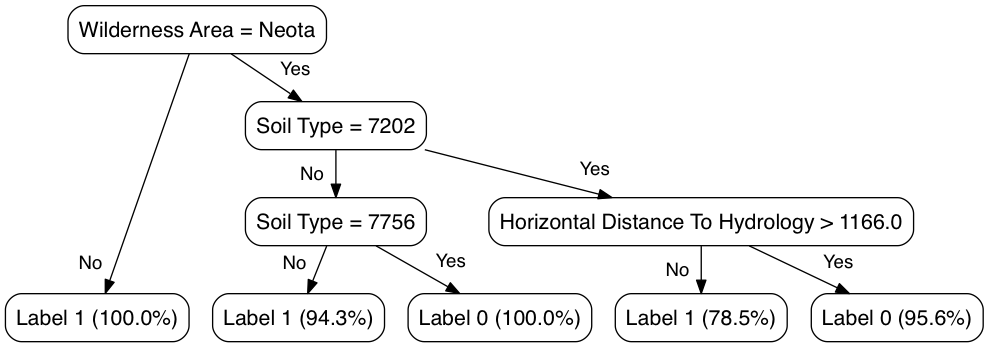 Wilderness Area = Neota
Yes
Soil Type = 7202
No
Yes
Soil Type = 7756
Horizontal Distance To Hydrology > 1166.0
No
No
Yes
No
Yes
Label 1 (100.0%)
Label 1 (94.3%)
Label 0 (100.0%)
Label 1 (78.5%)
Label 0 (95.6%)